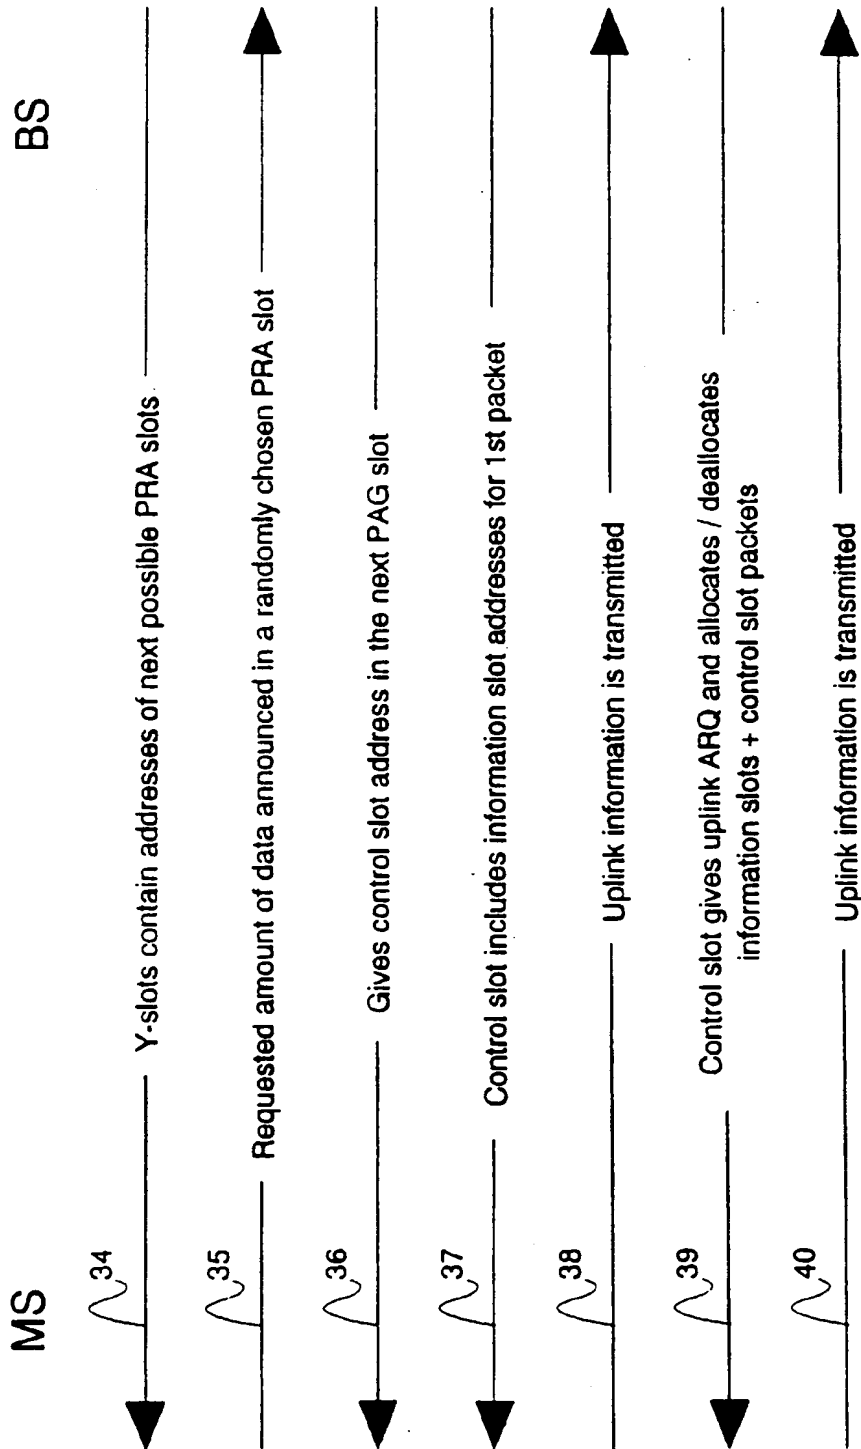 MS BS
34 Y-slots contain addresses of next possible PRA slots
35 Requested amount of data announced in a randomly chosen PRA slot
36 Gives control slot address in the next PAG slot
37 Control slot includes information slot addresses for 1st packet
38 Uplink information is transmitted
39 Control slot gives uplink ARQ and allocates / deallocates
information slots + control slot packets
40 Uplink information is transmitted